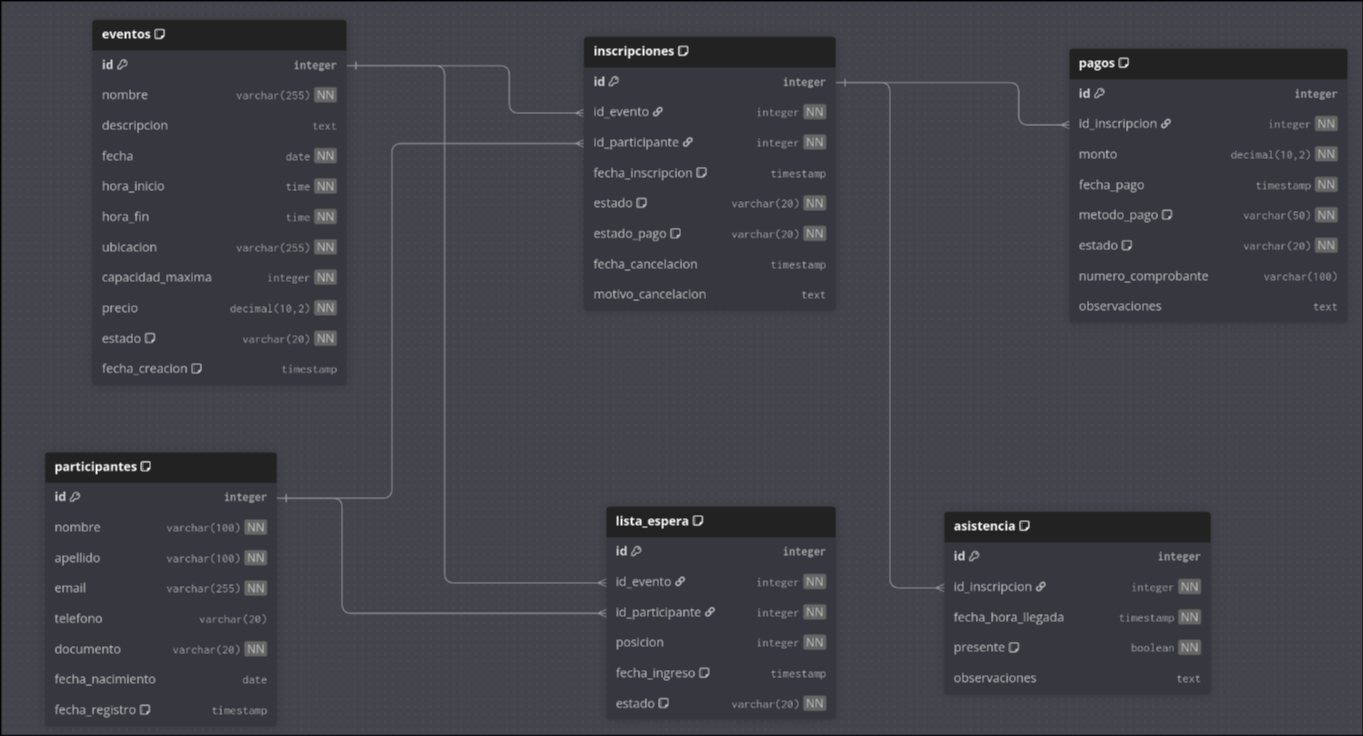 eventos
id integer
nombre varchar(255) NN
descripcion text
fecha date NN
hora_inicio time NN
hora_fin time NN
ubicacion varchar(255) NN
capacidad_maxima integer NN
precio decimal(10,2) NN
estado varchar(20) NN
fecha_creacion timestamp
inscripciones
id integer
id_evento integer NN
id_participante integer NN
fecha_inscripcion timestamp
estado varchar(20) NN
estado_pago varchar(20) NN
fecha_cancelacion timestamp
motivo_cancelacion text
pagos
id integer
id_inscripcion integer NN
monto decimal(10,2) NN
fecha_pago timestamp NN
metodo_pago varchar(50) NN
estado varchar(20) NN
numero_comprobante varchar(100)
observaciones text
participantes
id integer
nombre varchar(100) NN
apellido varchar(100) NN
email varchar(255) NN
telefono varchar(20)
documento varchar(20) NN
fecha_nacimiento date
fecha_registro timestamp
lista_espera
id integer
id_evento integer NN
id_participante integer NN
posicion integer NN
fecha_ingreso timestamp
estado varchar(20) NN
asistencia
id integer
id_inscripcion integer NN
fecha_hora_llegada timestamp NN
presente boolean NN
observaciones text